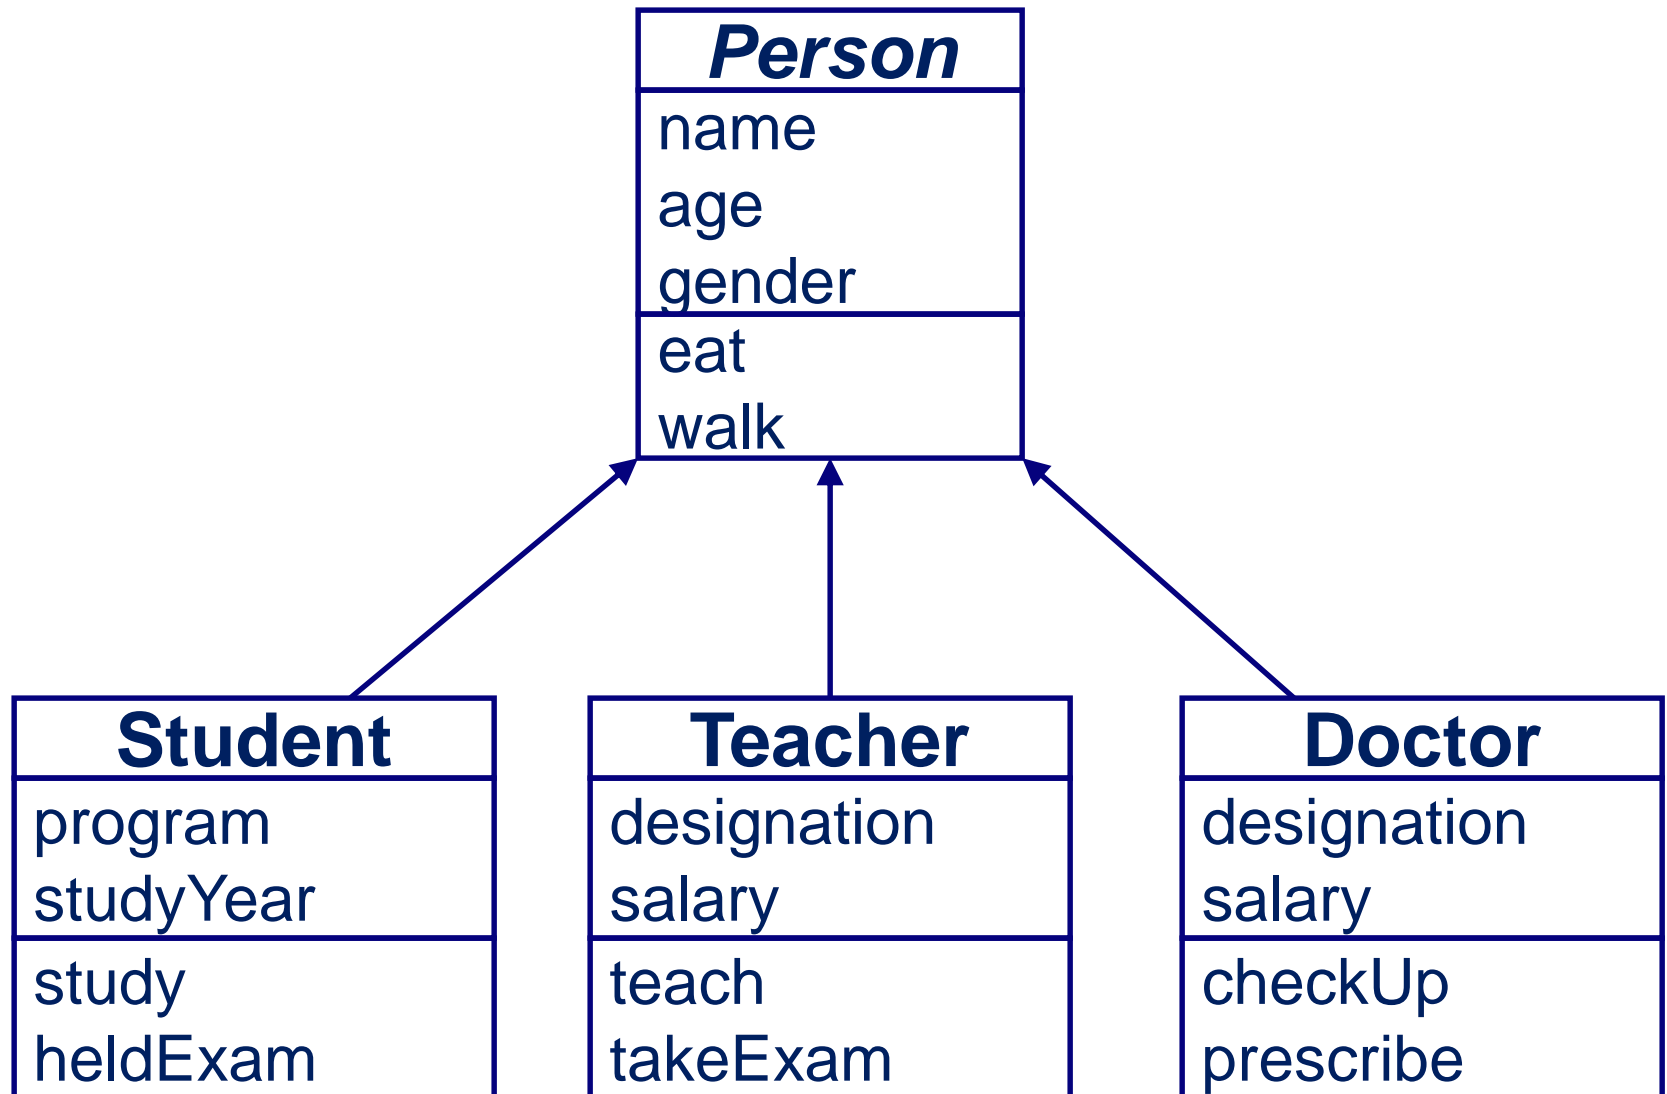 Person
name
age
gender
eat
walk
Student
program
studyYear
study
heldExam
Teacher
designation
salary
teach
takeExam
Doctor
designation
salary
checkUp
prescribe